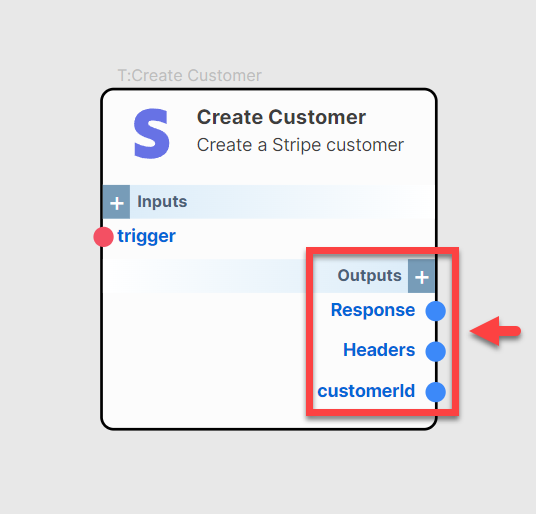 T:Create Customer
Create Customer
Create a Stripe customer
+ Inputs
trigger
Outputs +
Response
Headers
customerId